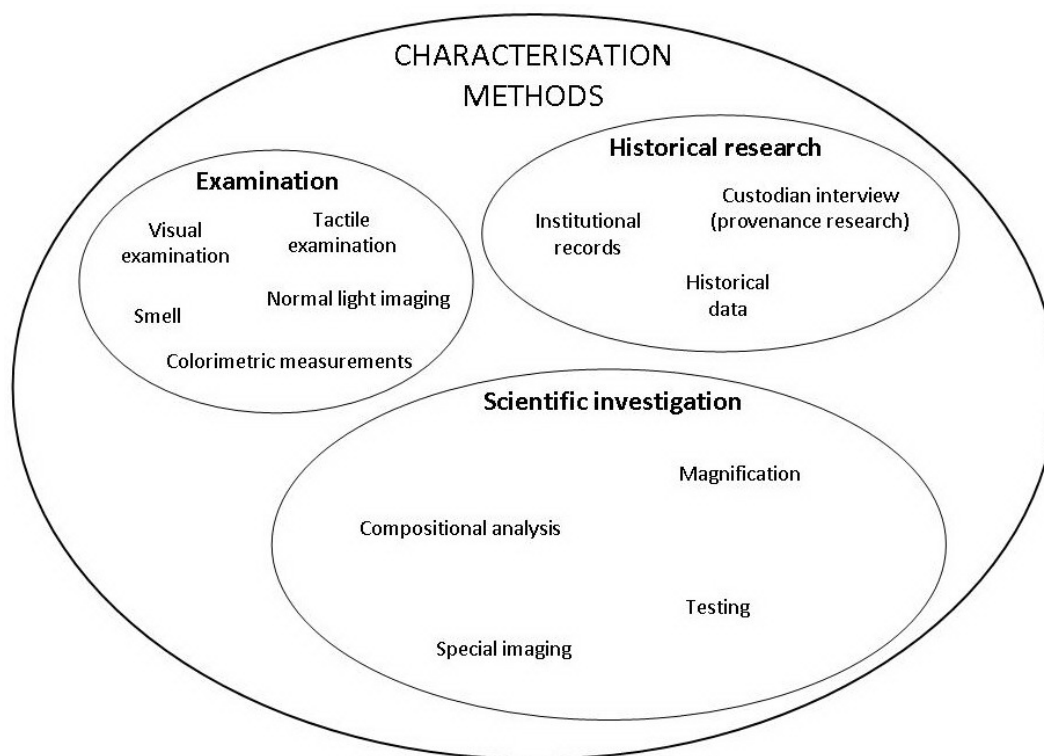 CHARACTERISATION
METHODS
Examination
Visual
examination
Tactile
examination
Smell
Normal light imaging
Colorimetric measurements
Historical research
Institutional
records
Custodian interview
(provenance research)
Historical
data
Scientific investigation
Magnification
Compositional analysis
Testing
Special imaging